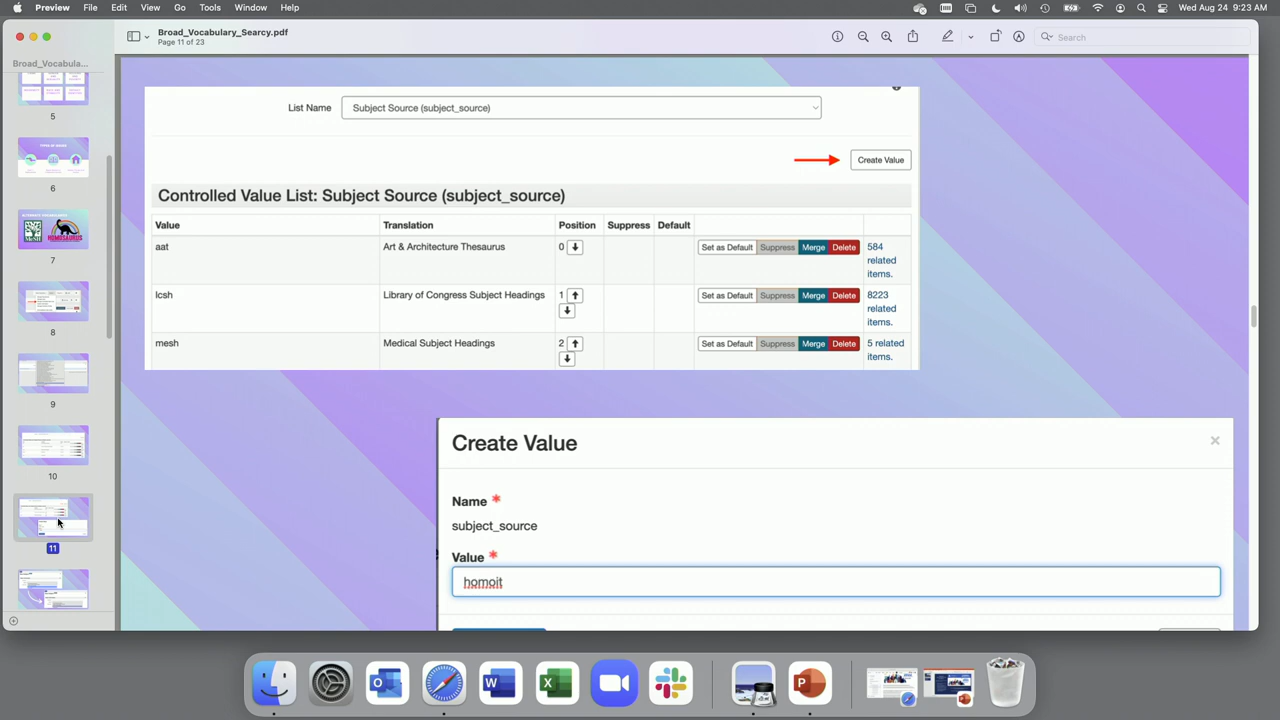 Preview File Edit View Go Tools Window Help
Wed Aug 24 9:23 AM
Broad_Vocabulary_Searcy.pdf
Page 11 of 23
Search
Broad_Vocabula...
5
6
7
8
9
10
11
List Name
Subject Source (subject_source)
Create Value
Controlled Value List: Subject Source (subject_source)
Value Translation Position Suppress Default
aat Art & Architecture Thesaurus 0 Set as Default Suppress Merge Delete 584 related items.
lcsh Library of Congress Subject Headings 1 Set as Default Suppress Merge Delete 8223 related items.
mesh Medical Subject Headings 2 Set as Default Suppress Merge Delete 5 related items.
Create Value
×
Name *
subject_source
Value *
homoit